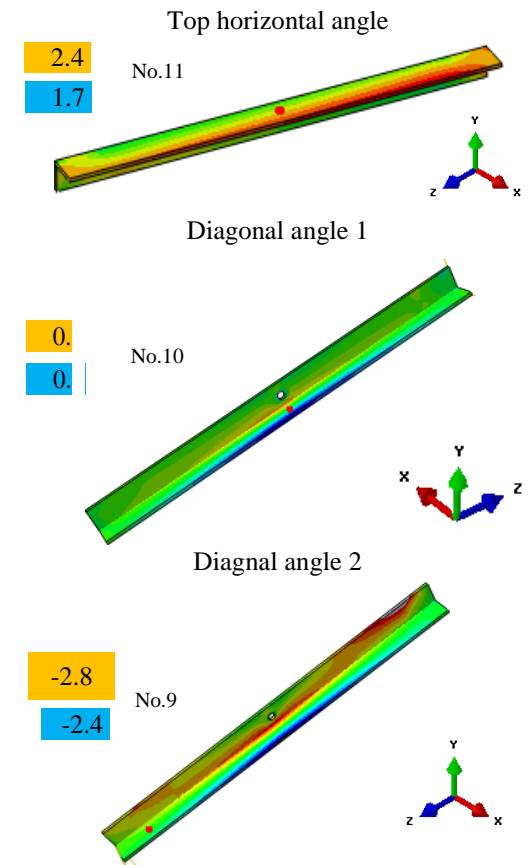 Top horizontal angle
2.4
No.11
1.7
Y
Z
X
Diagonal angle 1
0.
No.10
0.
Y
X
Z
Diagnal angle 2
-2.8
No.9
-2.4
Y
Z
X